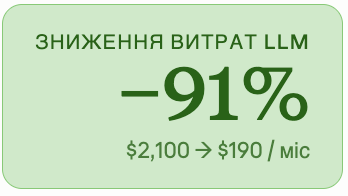 ЗНИЖЕННЯ ВИТРАТ LLM
−91%
$2,100 → $190 / міс